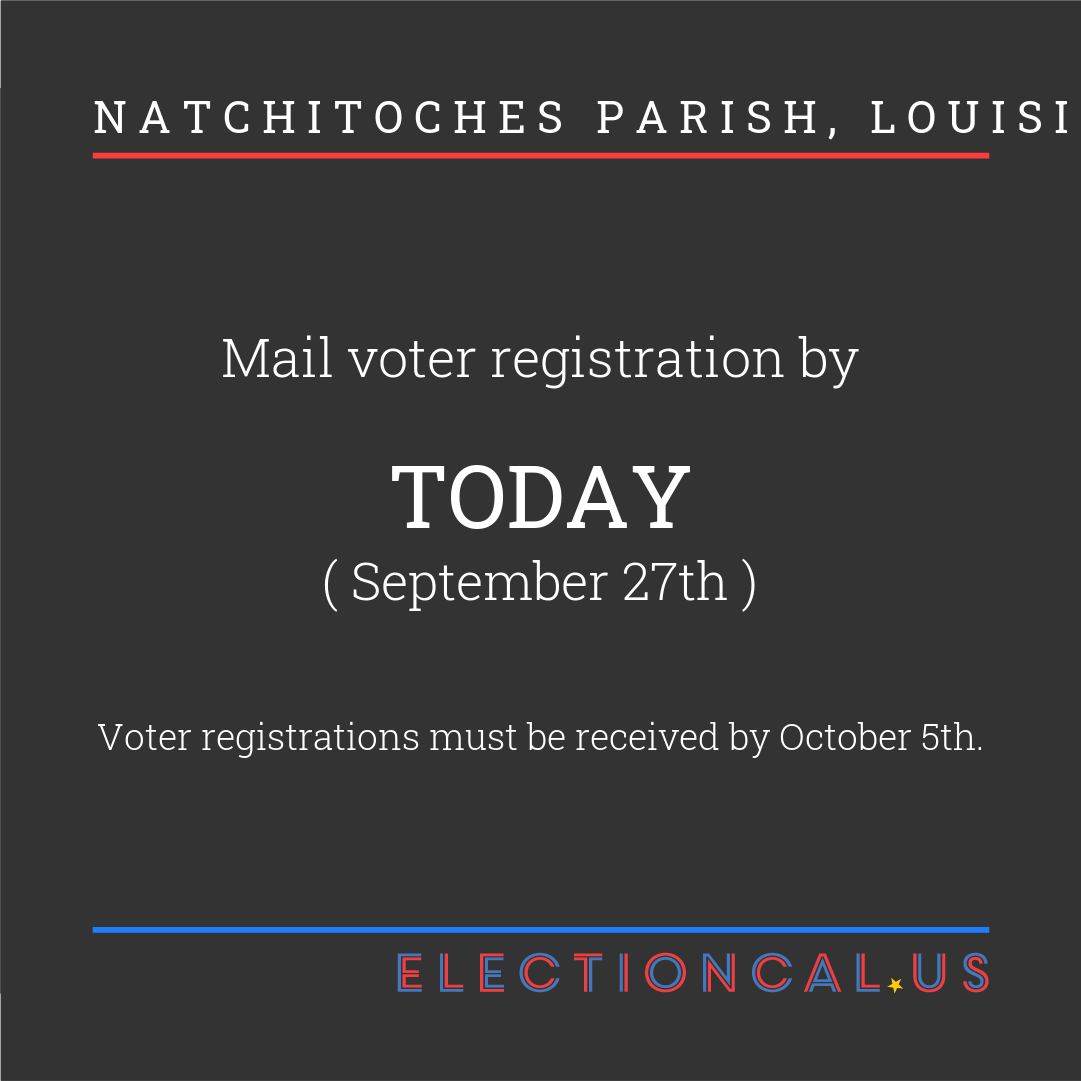 NATCHITOCHES PARISH, LOUISI
Mail voter registration by
TODAY
( September 27th )
Voter registrations must be received by October 5th.
ELECTIONCAL.US